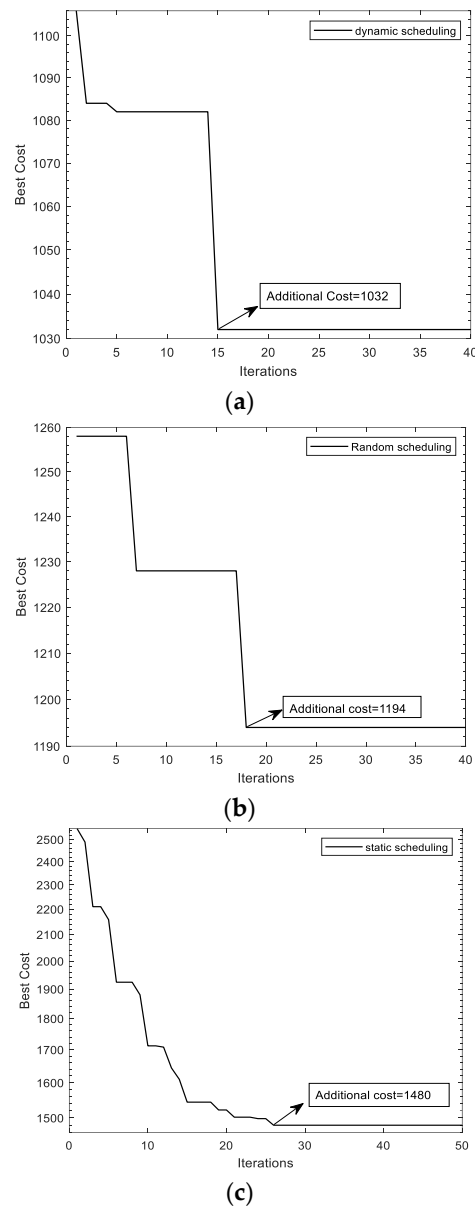 1100
1090
1080
1070
1060
1050
1040
1030
Best Cost
dynamic scheduling
Additional Cost=1032
0 5 10 15 20 25 30 35 40
Iterations
(a)
1260
1250
1240
1230
1220
1210
1200
1190
Best Cost
Random scheduling
Additional cost=1194
0 5 10 15 20 25 30 35 40
Iterations
(b)
2500
2400
2300
2200
2100
2000
1900
1800
1700
1600
1500
Best Cost
static scheduling
Additional cost=1480
0 10 20 30 40 50
Iterations
(c)